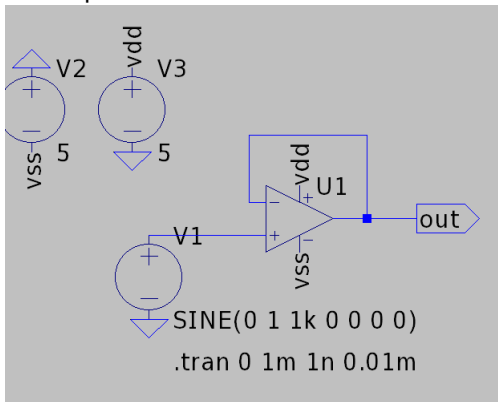 V2
vdd
V3
vss
5
5
vdd
U1
out
V1
vss
SINE(0 1 1k 0 0 0 0)
.tran 0 1m 1n 0.01m